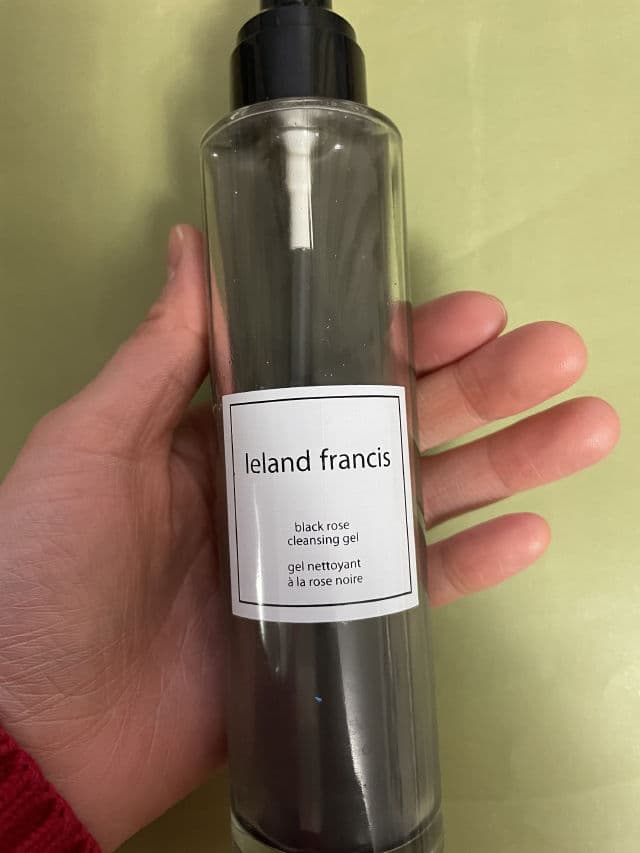 leland francis
black rose
cleansing gel
gel nettoyant
à la rose noire